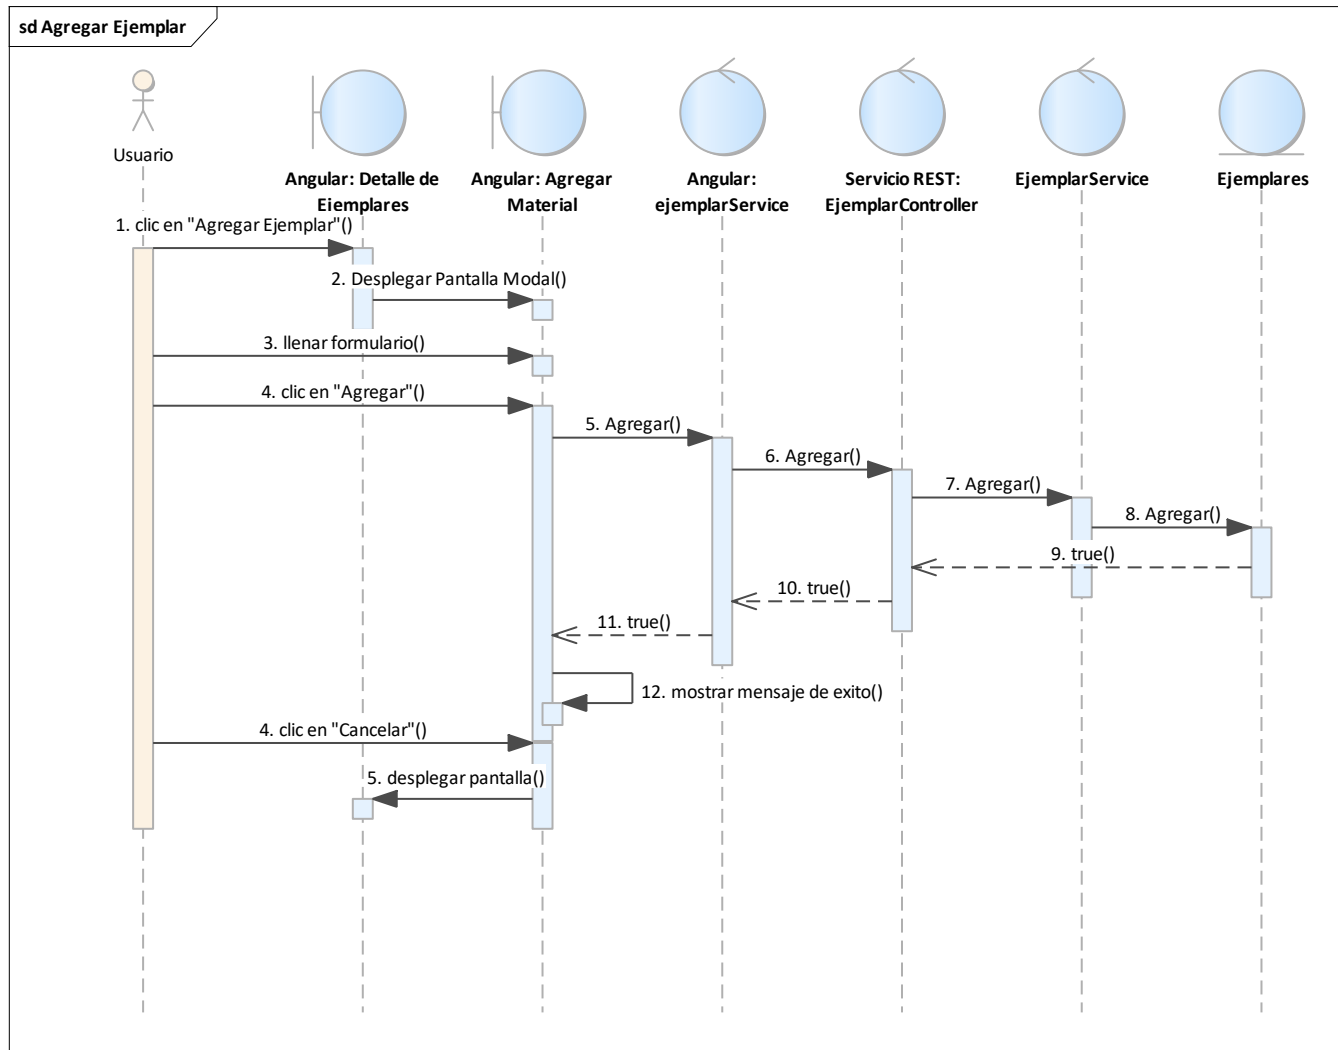 sd Agregar Ejemplar
Usuario
Angular: Detalle de
Ejemplares
Angular: Agregar
Material
Angular:
ejemplarService
Servicio REST:
EjemplarController
EjemplarService
Ejemplares
1. clic en "Agregar Ejemplar"()
2. Desplegar Pantalla Modal()
3. llenar formulario()
4. clic en "Agregar"()
5. Agregar()
6. Agregar()
7. Agregar()
8. Agregar()
9. true()
10. true()
11. true()
12. mostrar mensaje de exito()
4. clic en "Cancelar"()
5. desplegar pantalla()